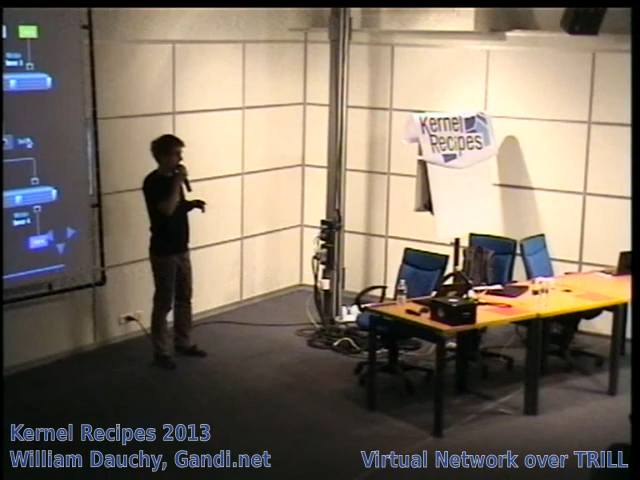 Kernel
Recipes
Kernel Recipes 2013
William Dauchy, Gandi.net
Virtual Network over TRILL